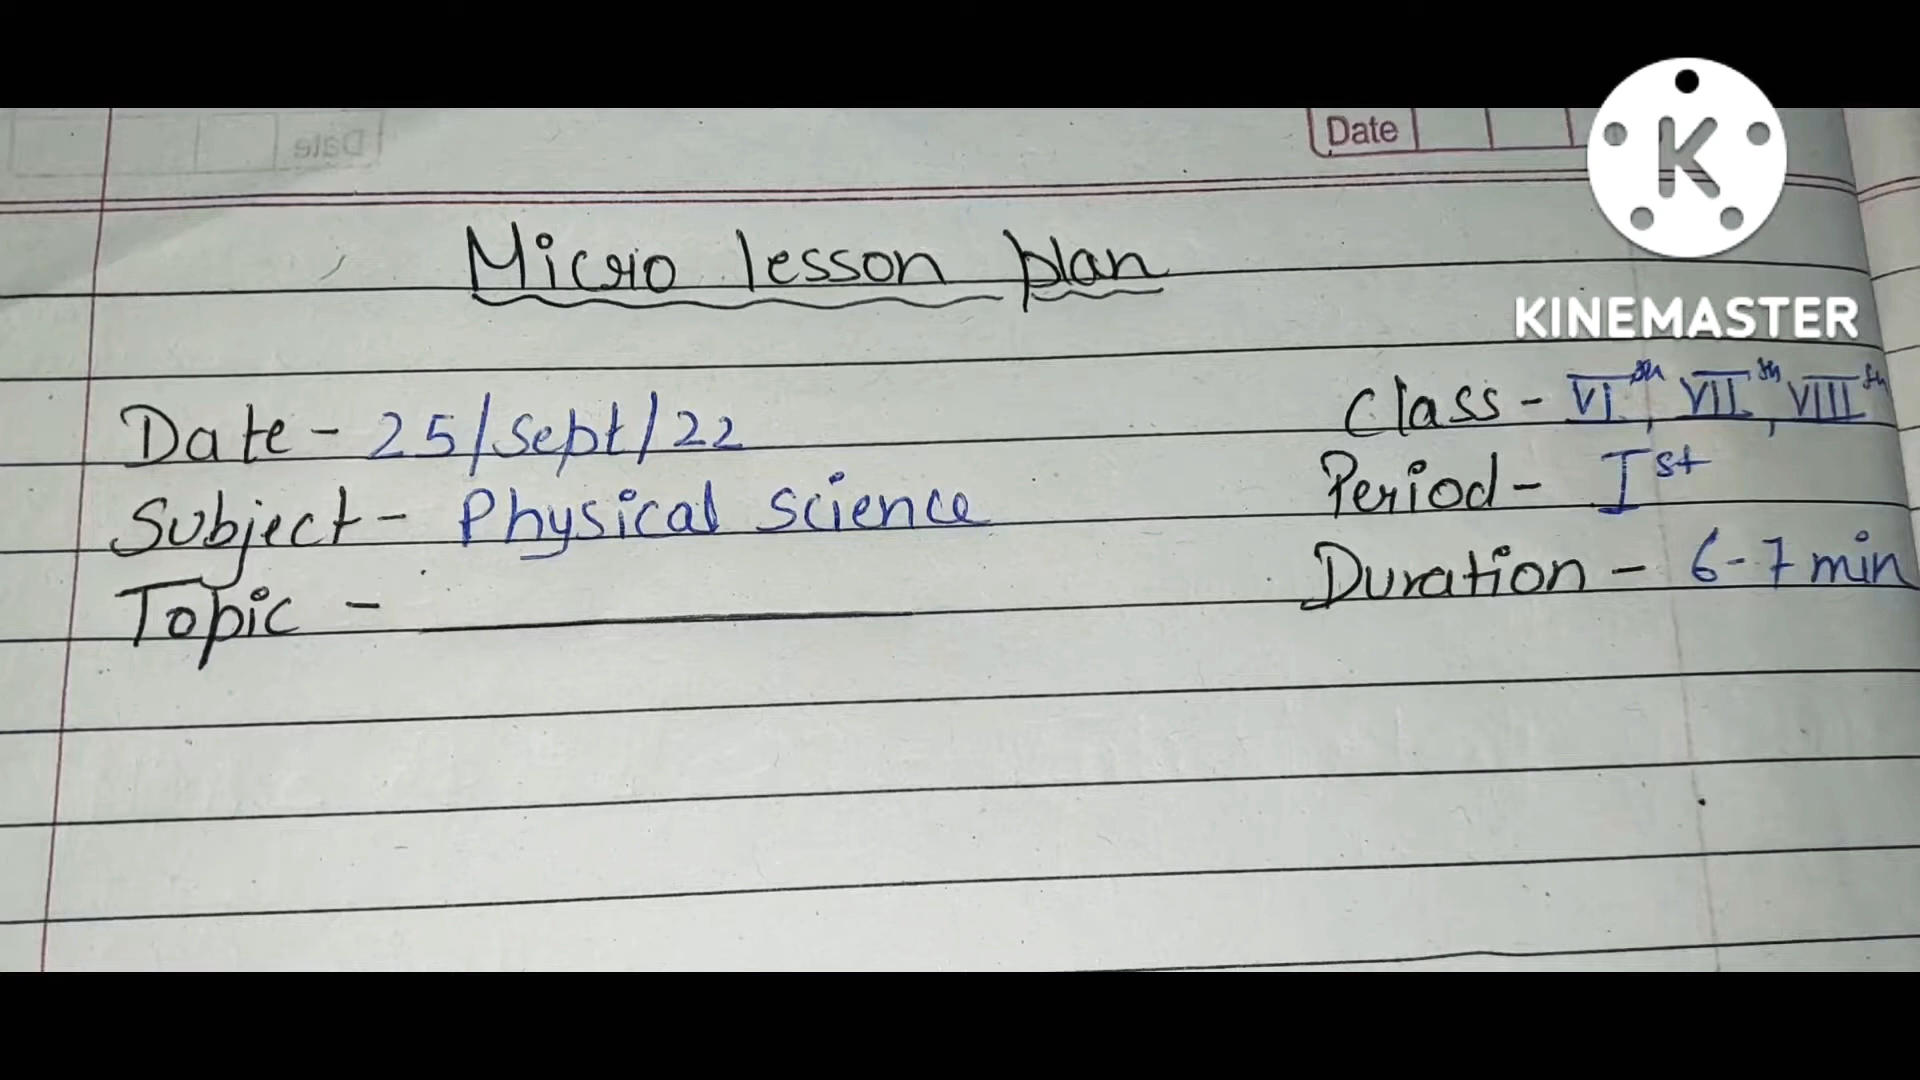 Date
K
KINEMASTER
Micro lesson plan
Date - 25/Sept/22
Class - VIth, VIIth, VIIIth
Subject - Physical science
Period - Ist
Topic -
Duration - 6-7 min